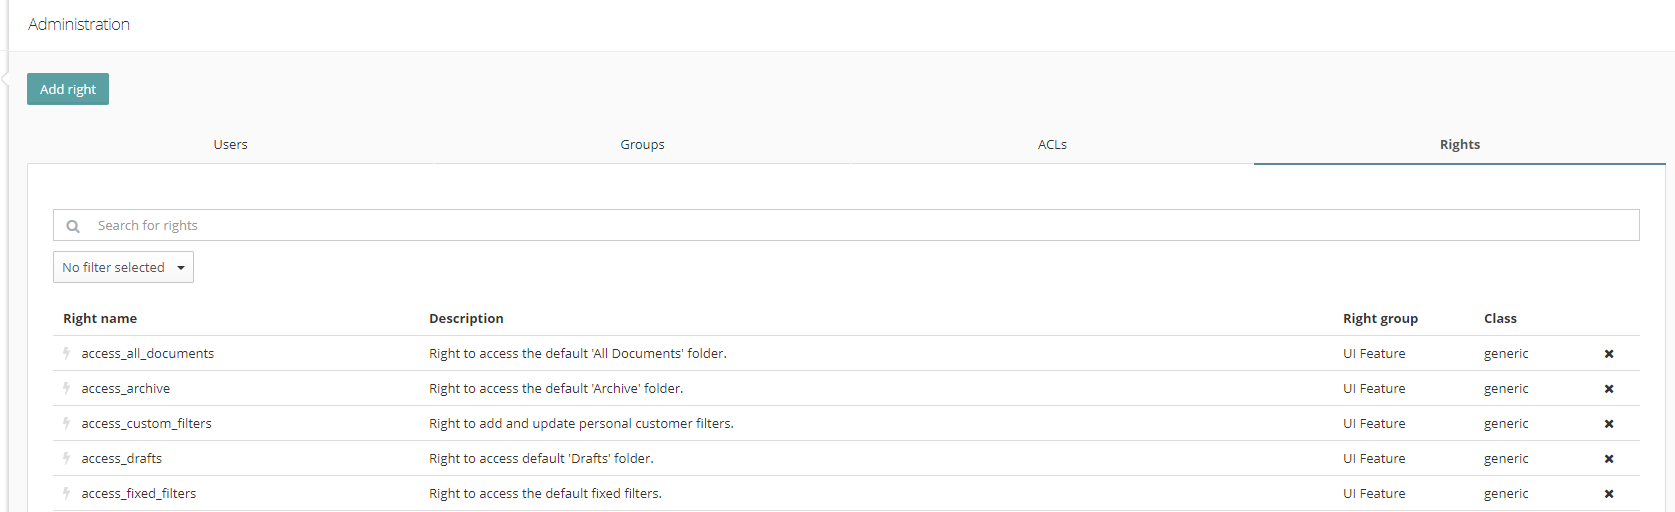 Administration
Add right
Users Groups ACLs Rights
Search for rights
No filter selected
Right name Description Right group Class
access_all_documents Right to access the default 'All Documents' folder. UI Feature generic
access_archive Right to access the default 'Archive' folder. UI Feature generic
access_custom_filters Right to add and update personal customer filters. UI Feature generic
access_drafts Right to access default 'Drafts' folder. UI Feature generic
access_fixed_filters Right to access the default fixed filters. UI Feature generic